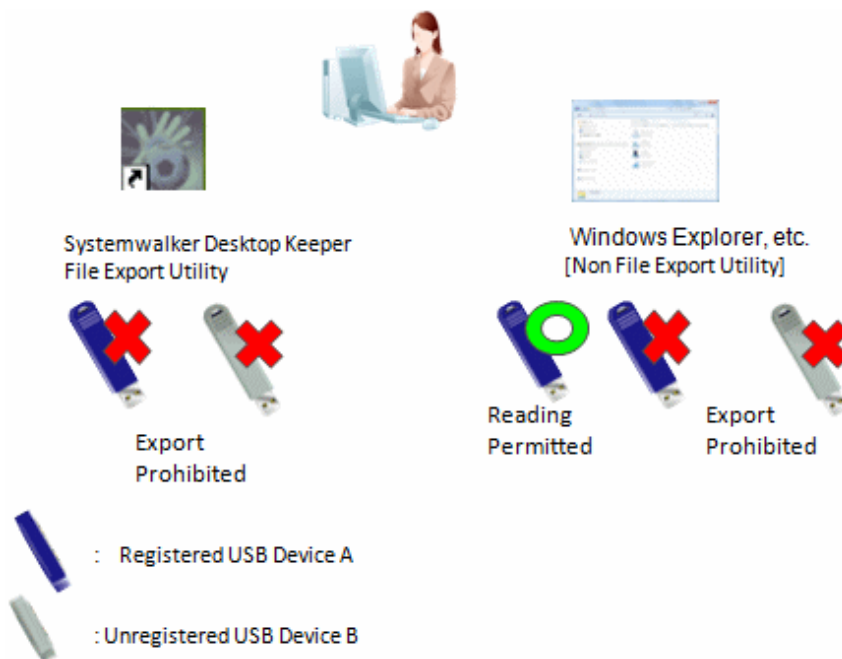 Systemwalker Desktop Keeper
File Export Utility
Windows Explorer, etc.
[Non File Export Utility]
Export
Prohibited
Reading
Permitted
Export
Prohibited
: Registered USB Device A
: Unregistered USB Device B